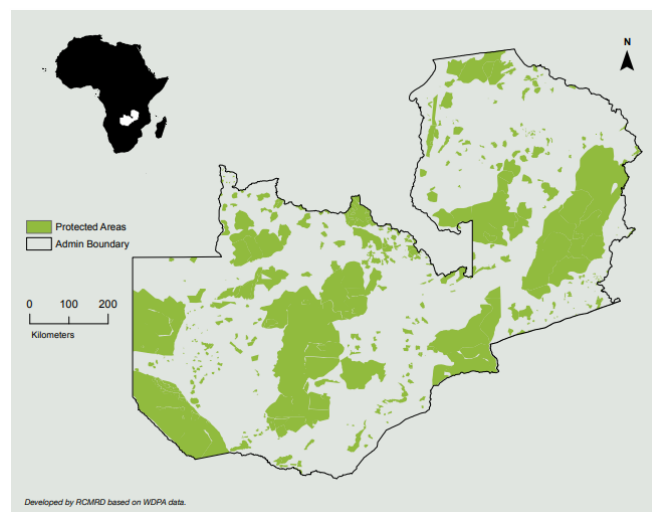 N
Protected Areas
Admin Boundary
0 100 200
Kilometers
Developed by RCMRD based on WDPA data.